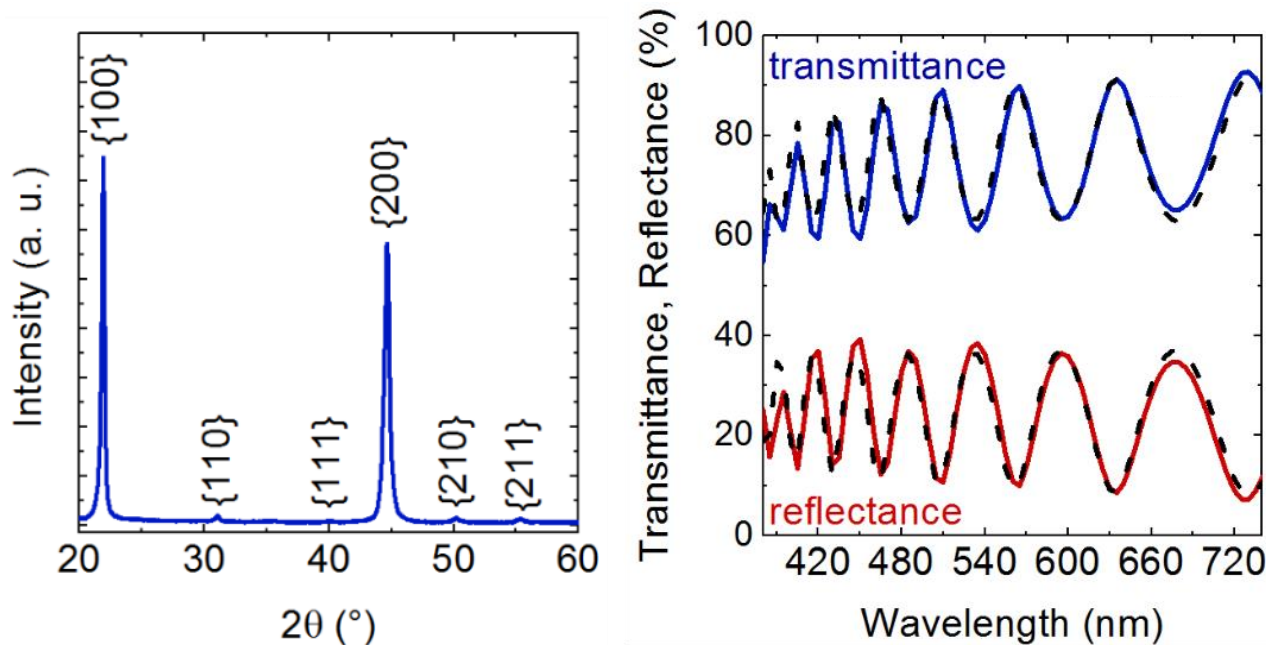 Intensity (a. u.)
{100}
{110}
{111}
{200}
{210}
{211}
20 30 40 50 60
2θ (°)
Transmittance, Reflectance (%)
100
80
60
40
20
0
transmittance
reflectance
420 480 540 600 660 720
Wavelength (nm)